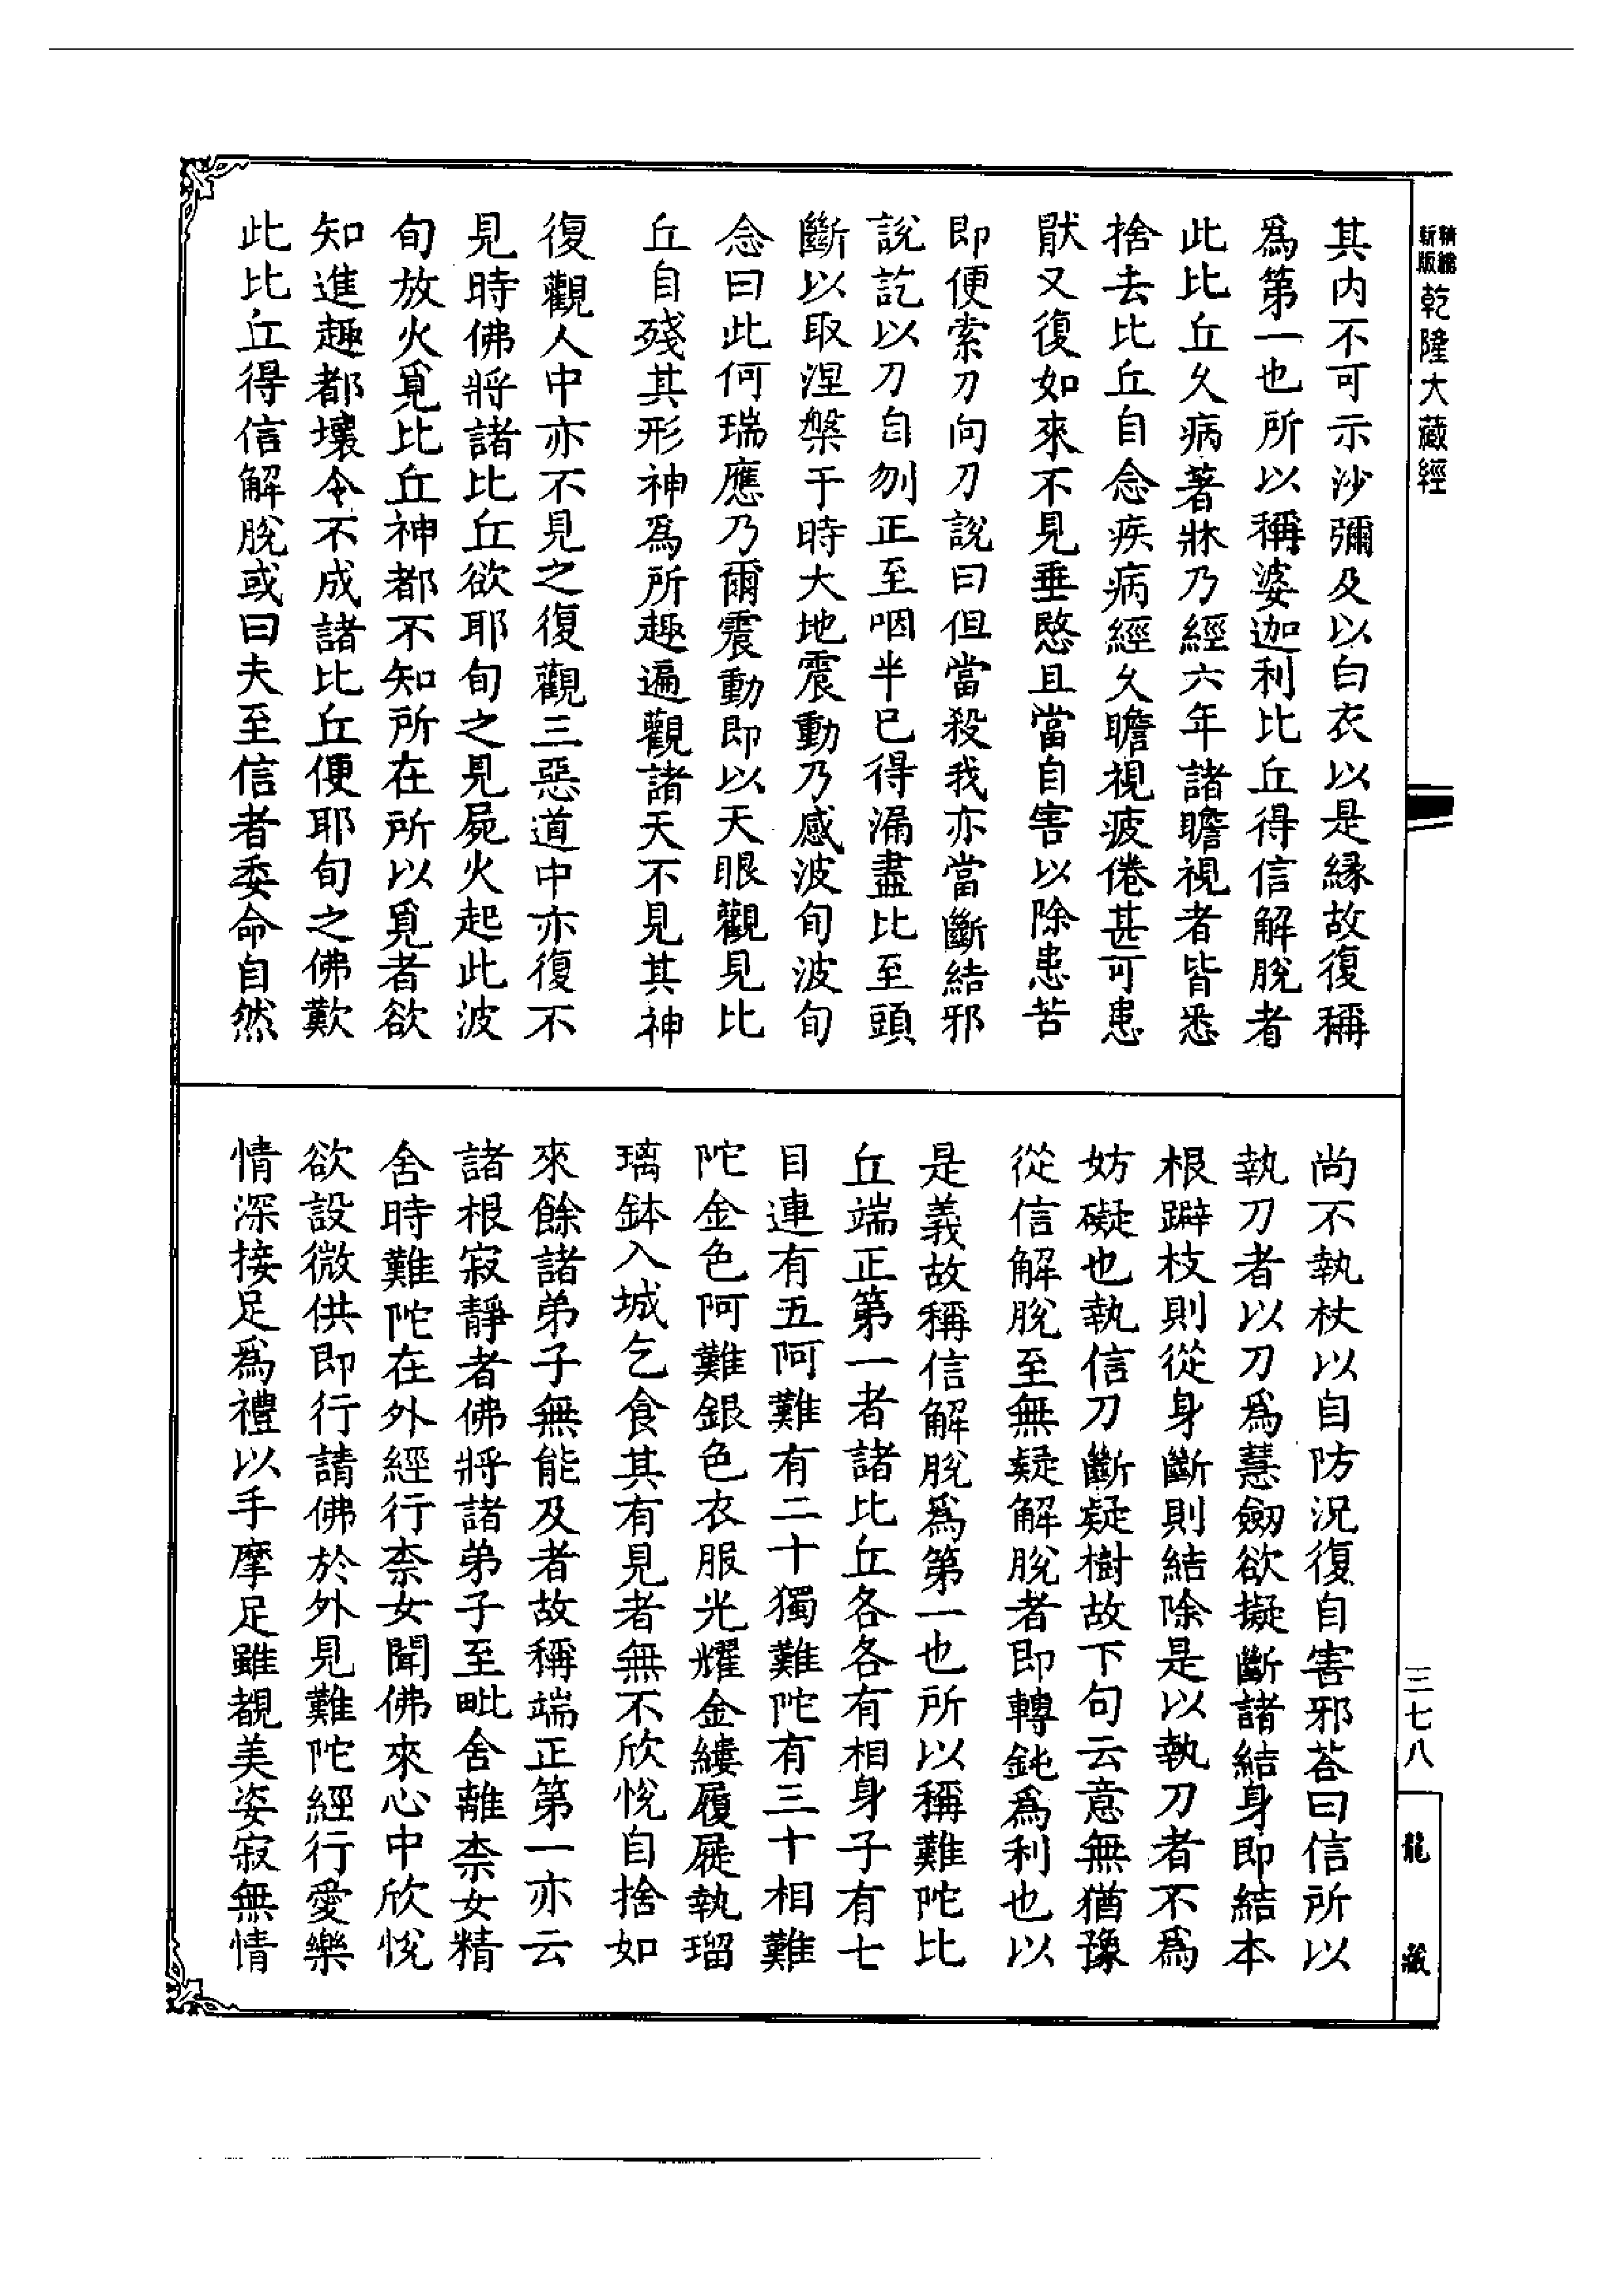 精縮
新版
乾隆大藏經
其内不可示沙彌及以白衣以是縁故復稱
爲第一也所以稱婆迦利比丘得信解脫者
此比丘久病著牀乃經六年諸瞻視者皆悉
捨去比丘自念疾病經久瞻視疲倦甚可患
猒又復如來不見垂愍且當自害以除患苦
即便索刀向刀說曰但當殺我亦當斷結邪
說訖以刀自刎正至咽半已得漏盡比至頭
斷以取涅槃于時大地震動乃感波旬波旬
念曰此何瑞應乃爾震動即以天眼觀見比
丘自殘其形神爲所趣遍觀諸天不見其神
復觀人中亦不見之復觀三惡道中亦復不
見時佛將諸比丘欲耶旬之見屍火起此波
旬放火覓比丘神都不知所在所以覓者欲
知進趣都壞令不成諸比丘便耶旬之佛歎
此比丘得信解脫或曰夫至信者委命自然
尚不執杖以自防況復自害邪荅曰信所以
執刀者以刀爲慧劒欲擬斷諸結身即結本
根躃枝則從身斷則結除是以執刀者不爲
妨礙也執信刀斷疑樹故下句云意無猶豫
從信解脫至無疑解脫者即轉鈍爲利也以
是義故稱信解脫爲第一也所以稱難陀比
丘端正第一者諸比丘各各有相身子有七
目連有五阿難有二十獨難陀有三十相難
陀金色阿難銀色衣服光耀金縷履屣執瑠
璃鉢入城乞食其有見者無不欣悅自捨如
來餘諸弟子無能及者故稱端正第一亦云
諸根寂靜者佛將諸弟子至毗舍離柰女精
舍時難陀在外經行柰女聞佛來心中欣悅
欲設微供即行請佛於外見難陀經行愛樂
情深接足爲禮以手摩足雖覩美姿寂無情
三七八
龍藏